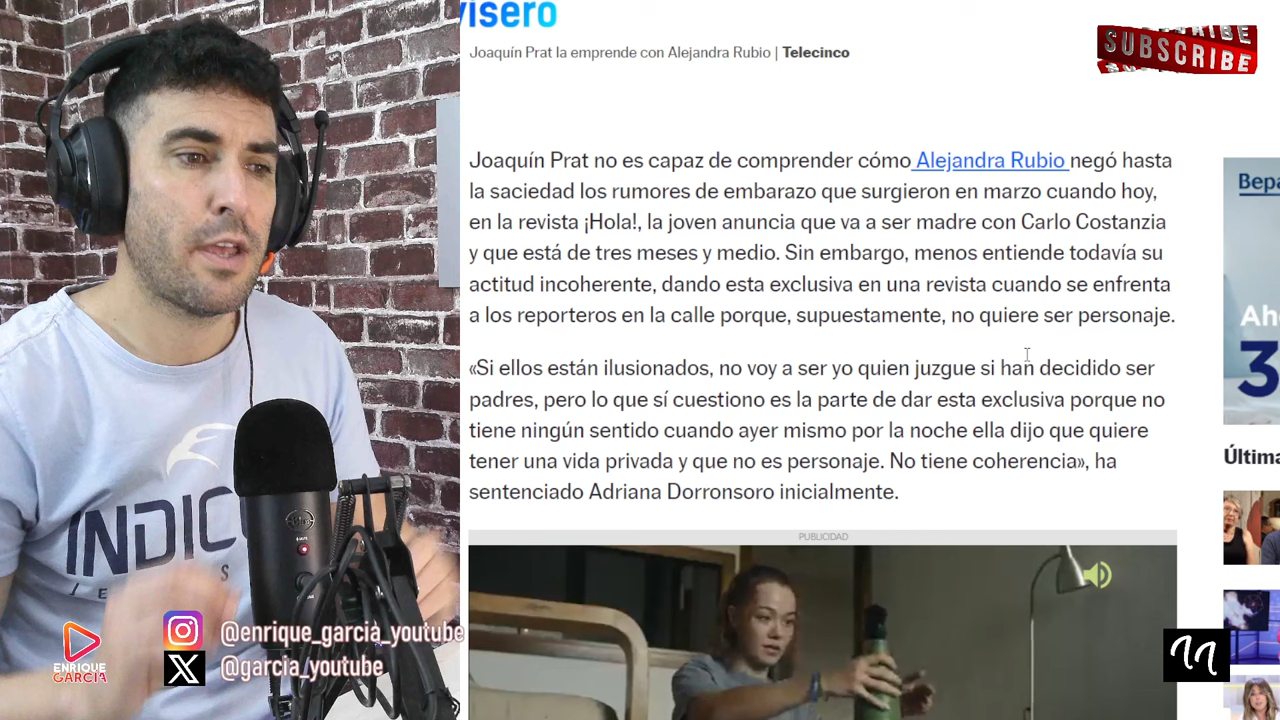 visero
Joaquín Prat la emprende con Alejandra Rubio | Telecinco
SUBSCRIBE
Joaquín Prat no es capaz de comprender cómo Alejandra Rubio negó hasta
la saciedad los rumores de embarazo que surgieron en marzo cuando hoy,
en la revista ¡Hola!, la joven anuncia que va a ser madre con Carlo Costanzia
y que está de tres meses y medio. Sin embargo, menos entiende todavía su
actitud incoherente, dando esta exclusiva en una revista cuando se enfrenta
a los reporteros en la calle porque, supuestamente, no quiere ser personaje.
«Si ellos están ilusionados, no voy a ser yo quien juzgue si han decidido ser
padres, pero lo que sí cuestiono es la parte de dar esta exclusiva porque no
tiene ningún sentido cuando ayer mismo por la noche ella dijo que quiere
tener una vida privada y que no es personaje. No tiene coherencia», ha
sentenciado Adriana Dorronsoro inicialmente.
PUBLICIDAD
Bepa
Aho
3
Última
INDIC
@enrique_garcia_youtube
@garcia_youtube
ENRIQUE
GARCIA